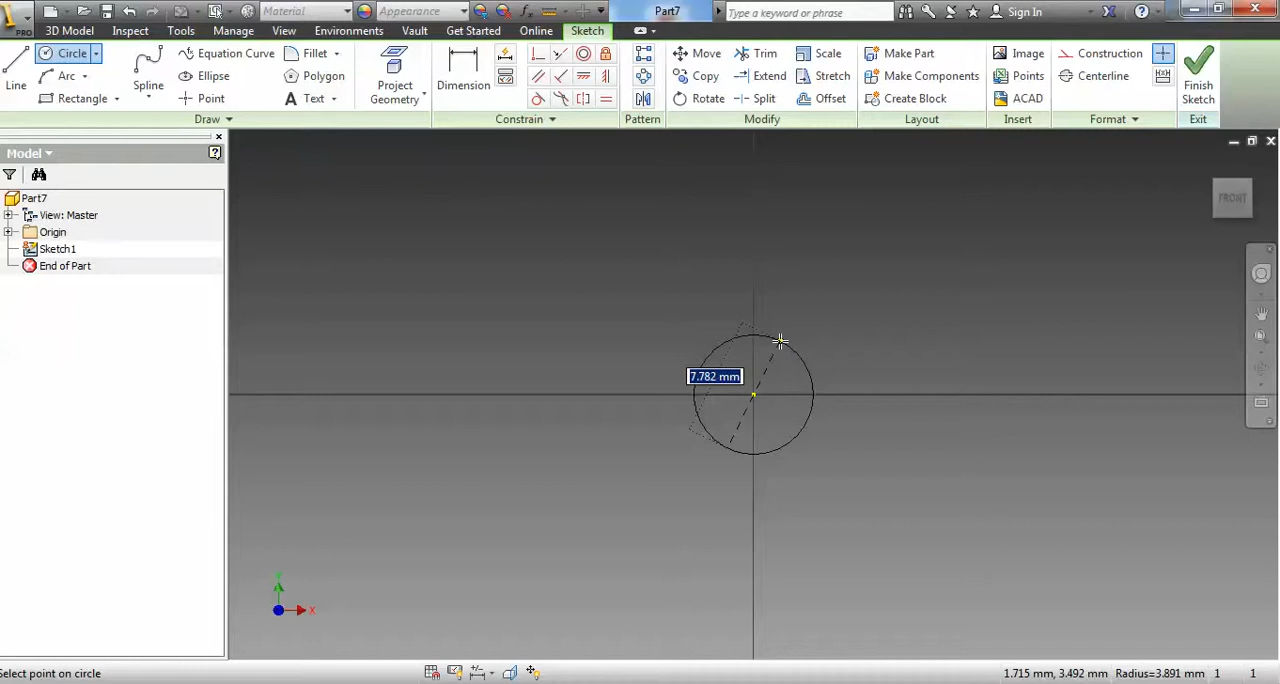 Material
Appearance
Part7
Type a keyword or phrase
Sign In
PRO
3D Model
Inspect
Tools
Manage
View
Environments
Vault
Get Started
Online
Sketch
Line
Circle
Arc
Rectangle
Spline
Equation Curve
Ellipse
Point
Fillet
Polygon
Text
Project
Geometry
Dimension
Move
Copy
Rotate
Trim
Extend
Split
Scale
Stretch
Offset
Make Part
Make Components
Create Block
Image
Points
ACAD
Construction
Centerline
Finish
Sketch
Draw
Constrain
Pattern
Modify
Layout
Insert
Format
Exit
Model
Part7
View: Master
Origin
Sketch1
End of Part
FRONT
7.782 mm
Y
X
Select point on circle
1.715 mm, 3.492 mm
Radius=3.891 mm
1
1